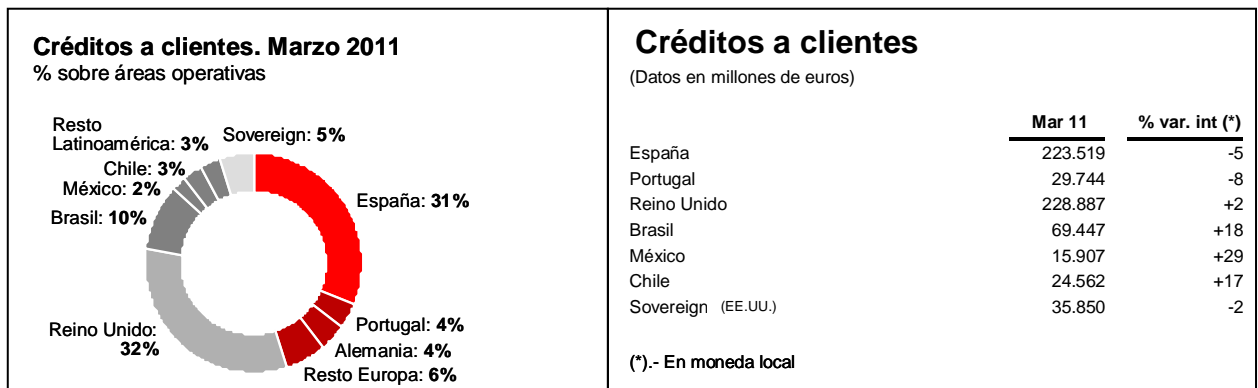 Créditos a clientes. Marzo 2011
% sobre áreas operativas
Resto
Latinoamérica: 3%
Sovereign: 5%
Chile: 3%
México: 2%
Brasil: 10%
España: 31%
Reino Unido:
32%
Portugal: 4%
Alemania: 4%
Resto Europa: 6%
Créditos a clientes
(Datos en millones de euros)
Mar 11 % var. int (*)
España 223.519 -5
Portugal 29.744 -8
Reino Unido 228.887 +2
Brasil 69.447 +18
México 15.907 +29
Chile 24.562 +17
Sovereign (EE.UU.) 35.850 -2
(*).- En moneda local